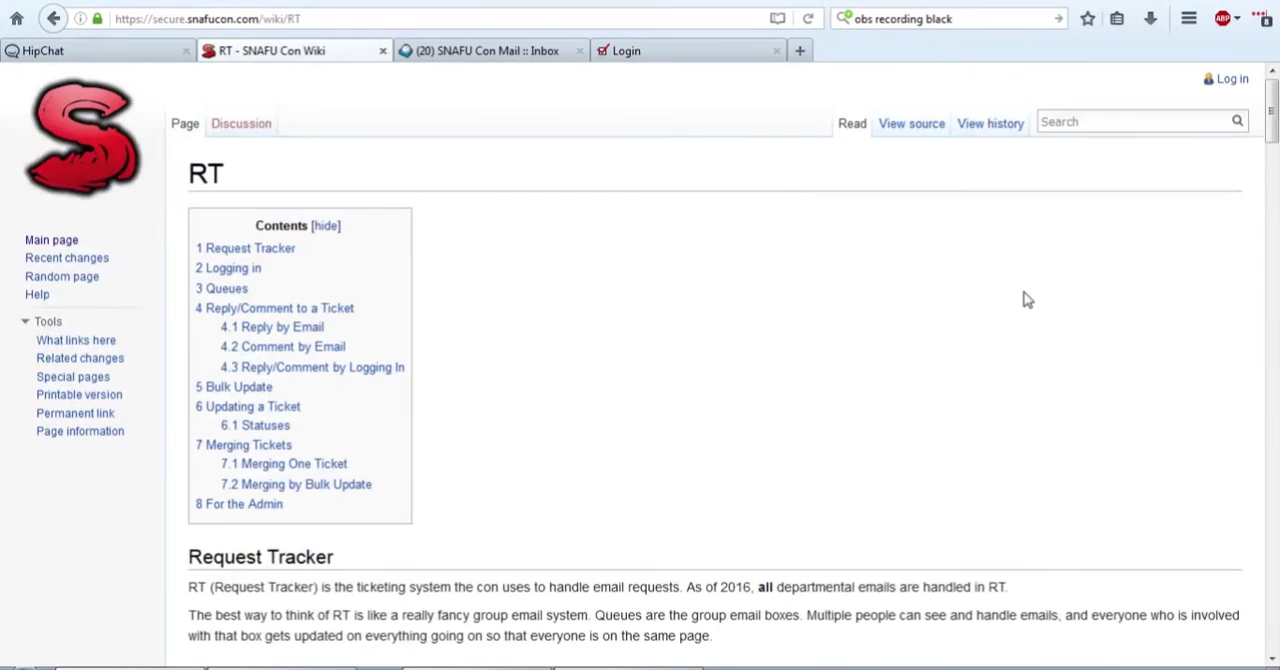 https://secure.snafucon.com/wiki/RT
obs recording black
ABP
HipChat
RT - SNAFU Con Wiki
(20) SNAFU Con Mail :: Inbox
Login
Log in
Page
Discussion
Read
View source
View history
Search
RT
Contents [hide]
1 Request Tracker
2 Logging in
3 Queues
4 Reply/Comment to a Ticket
4.1 Reply by Email
4.2 Comment by Email
4.3 Reply/Comment by Logging In
5 Bulk Update
6 Updating a Ticket
6.1 Statuses
7 Merging Tickets
7.1 Merging One Ticket
7.2 Merging by Bulk Update
8 For the Admin
Main page
Recent changes
Random page
Help
Tools
What links here
Related changes
Special pages
Printable version
Permanent link
Page information
Request Tracker
RT (Request Tracker) is the ticketing system the con uses to handle email requests. As of 2016, all departmental emails are handled in RT.
The best way to think of RT is like a really fancy group email system. Queues are the group email boxes. Multiple people can see and handle emails, and everyone who is involved
with that box gets updated on everything going on so that everyone is on the same page.